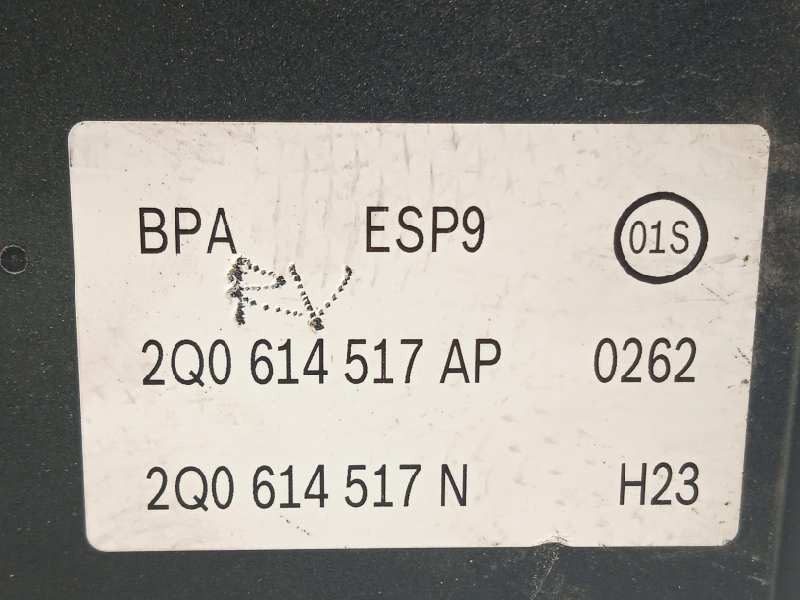 BPA ESP9 01S
RV
2Q0 614 517 AP 0262
2Q0 614 517 N H23